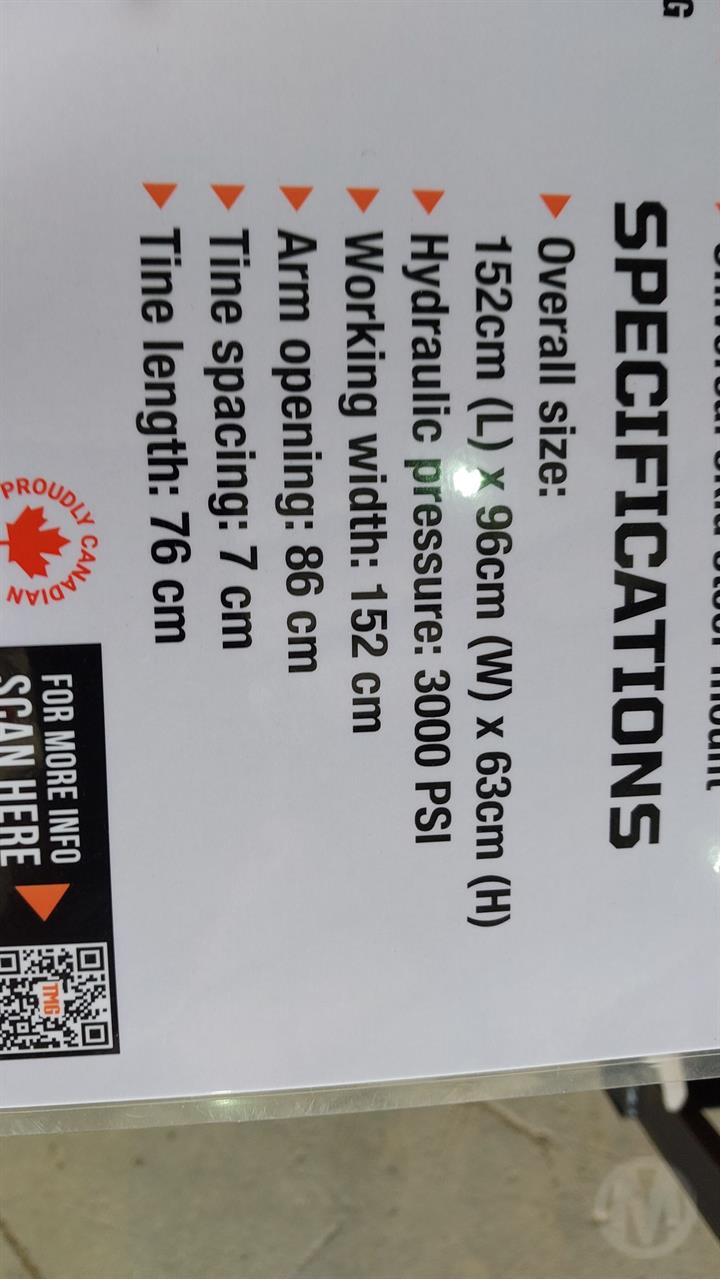 SPECIFICATIONS
Overall size:
152cm (L) x 96cm (W) x 63cm (H)
Hydraulic pressure: 3000 PSI
Working width: 152 cm
Arm opening: 86 cm
Tine spacing: 7 cm
Tine length: 76 cm
PROUDLY CANADIAN
FOR MORE INFO
SCAN HERE
TMG
M